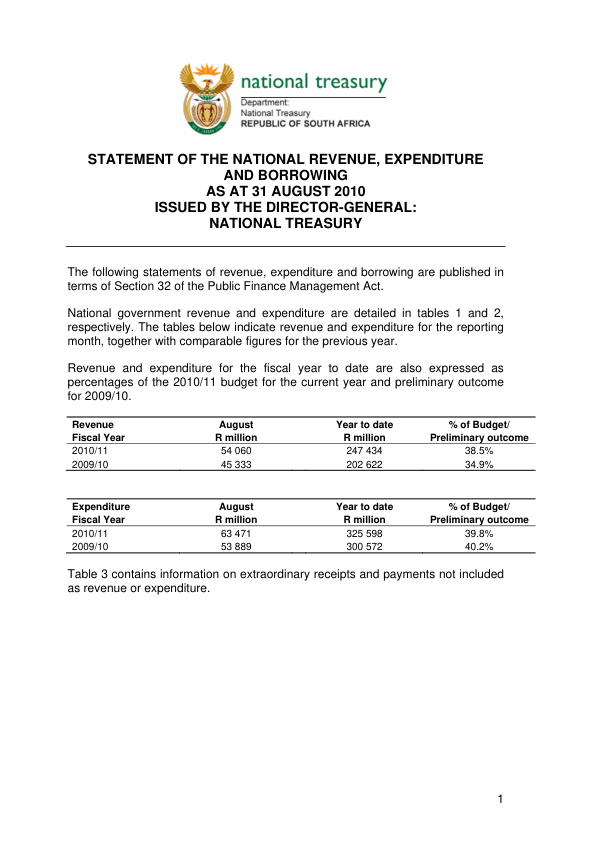 national treasury
Department:
National Treasury
REPUBLIC OF SOUTH AFRICA
STATEMENT OF THE NATIONAL REVENUE, EXPENDITURE
AND BORROWING
AS AT 31 AUGUST 2010
ISSUED BY THE DIRECTOR-GENERAL:
NATIONAL TREASURY
The following statements of revenue, expenditure and borrowing are published in
terms of Section 32 of the Public Finance Management Act.
National government revenue and expenditure are detailed in tables 1 and 2,
respectively. The tables below indicate revenue and expenditure for the reporting
month, together with comparable figures for the previous year.
Revenue and expenditure for the fiscal year to date are also expressed as
percentages of the 2010/11 budget for the current year and preliminary outcome
for 2009/10.
Revenue August Year to date % of Budget/
Fiscal Year R million R million Preliminary outcome
2010/11 54 060 247 434 38.5%
2009/10 45 333 202 622 34.9%
Expenditure August Year to date % of Budget/
Fiscal Year R million R million Preliminary outcome
2010/11 63 471 325 598 39.8%
2009/10 53 889 300 572 40.2%
Table 3 contains information on extraordinary receipts and payments not included
as revenue or expenditure.
1